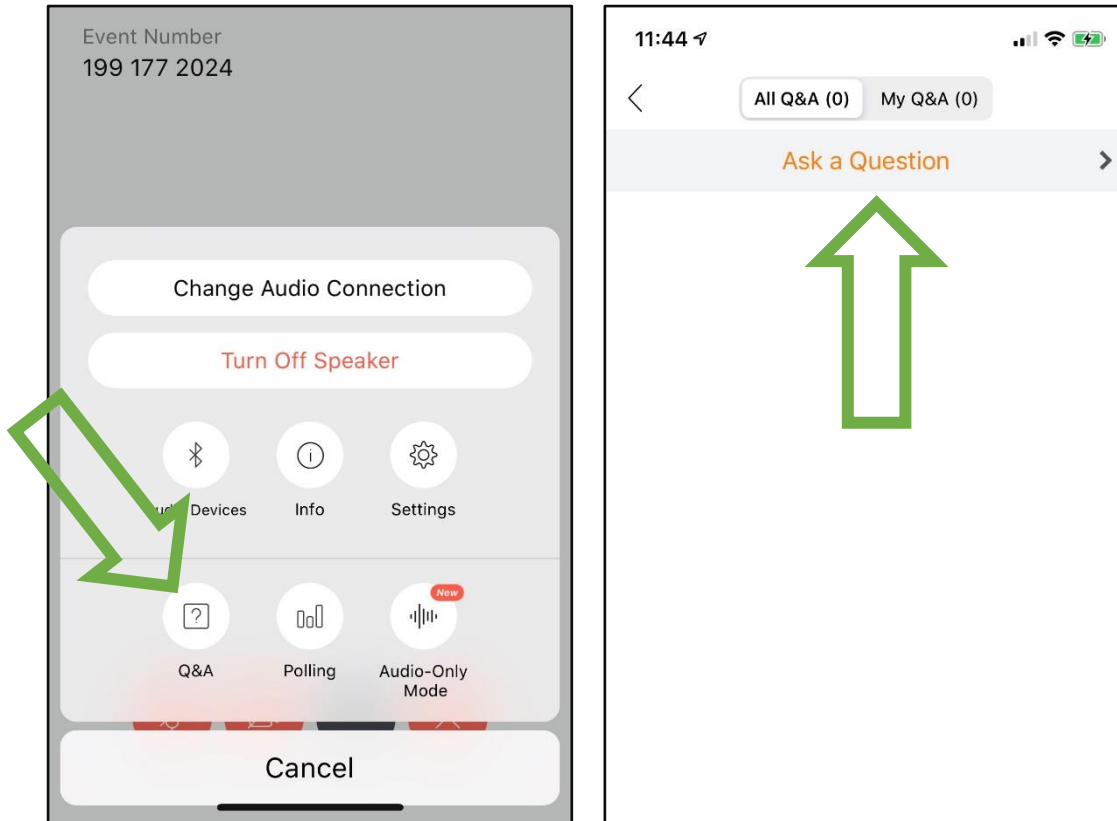 Event Number
199 177 2024
Change Audio Connection
Turn Off Speaker
Devices
Info
Settings
New
Q&A
Polling
Audio-Only
Mode
Cancel
11:44
All Q&A (0)
My Q&A (0)
Ask a Question